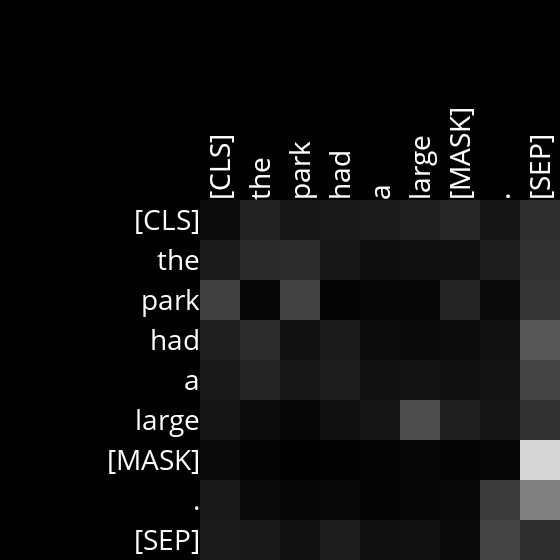 [CLS] the park had a large [MASK] . [SEP]
[CLS]
the
park
had
a
large
[MASK]
.
[SEP]